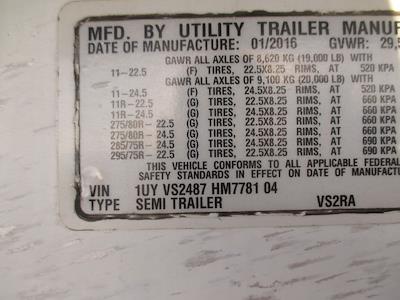 MFD. BY UTILITY TRAILER MANUF
DATE OF MANUFACTURE: 01/2016 GVWR: 29,5
GAWR ALL AXLES OF 8,620 KG (19,000 LB) WITH
11-22.5 (F) TIRES, 22.5X8.25 RIMS, AT 520 KPA
GAWR ALL AXLES OF 9,100 KG (20,000 LB) WITH
11-24.5 (F) TIRES, 24.5X8.25 RIMS, AT 520 KPA
11R-22.5 (G) TIRES, 22.5X8.25 RIMS, AT 660 KPA
11R-24.5 (G) TIRES, 24.5X8.25 RIMS, AT 660 KPA
275/80R-22.5 (G) TIRES, 22.5X8.25 RIMS, AT 660 KPA
275/80R-24.5 (G) TIRES, 24.5X8.25 RIMS, AT 660 KPA
285/75R-24.5 (G) TIRES, 24.5X8.25 RIMS, AT 690 KPA
295/75R-22.5 (G) TIRES, 22.5X8.25 RIMS, AT 690 KPA
THIS VEHICLE CONFORMS TO ALL APPLICABLE FEDERAL
SAFETY STANDARDS IN EFFECT ON DATE OF MANUFAC
VIN 1UY VS2487 HM7781 04
TYPE SEMI TRAILER VS2RA